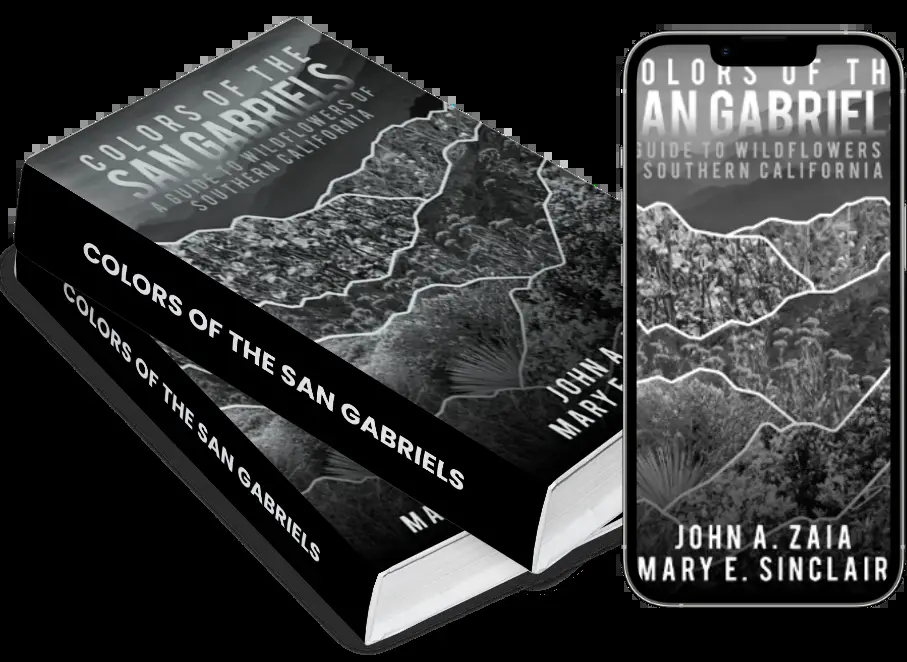 COLORS OF THE
SAN GABRIELS
A GUIDE TO WILDFLOWERS OF
SOUTHERN CALIFORNIA
JOHN A
MARY E
COLORS OF THE SAN GABRIELS
COLORS OF THE SAN GABRIELS
MA
OLORS OF TH
AN GABRIEL
GUIDE TO WILDFLOWERS
SOUTHERN CALIFORNIA
JOHN A. ZAIA
MARY E. SINCLAIR